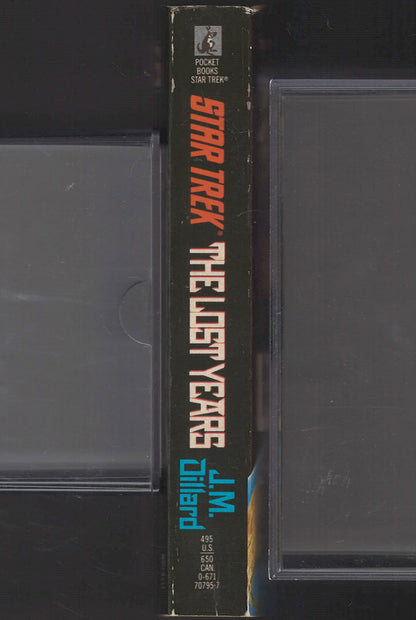 POCKET
BOOKS
STAR TREK®
STAR TREK®
THE LOST YEARS
J.M.
Dillard
495
U.S.
650
CAN.
0-671
70795-7